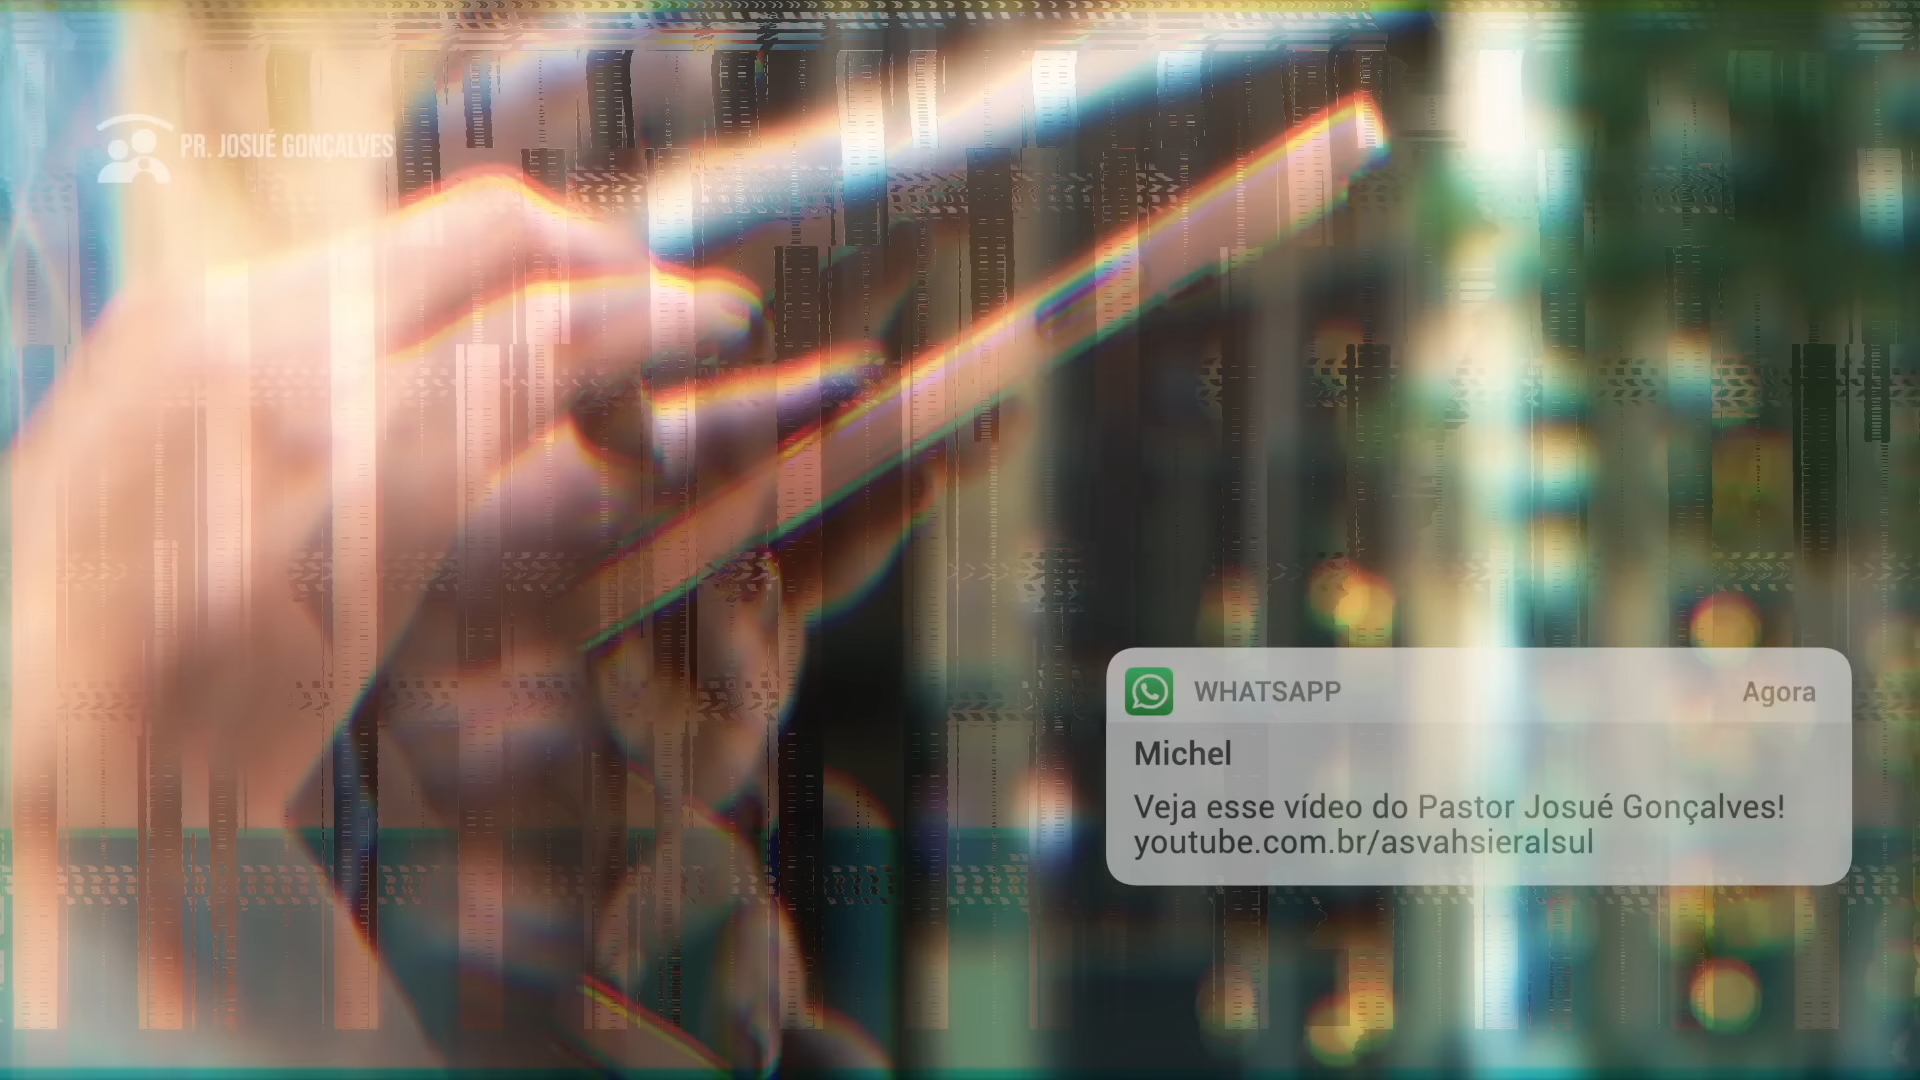 PR. JOSUÉ GONÇALVES
WHATSAPP
Agora
Michel
Veja esse vídeo do Pastor Josué Gonçalves!
youtube.com.br/asvahsieralsul